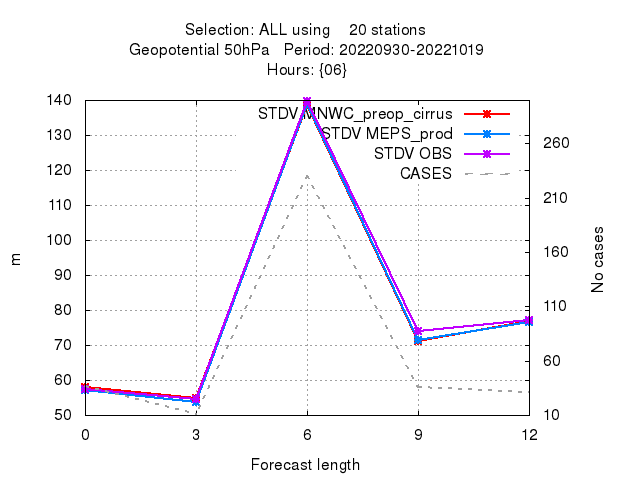 Selection: ALL using    20 stations
Geopotential 50hPa   Period: 20220930-20221019
Hours: {06}
STDV MNWC_preop_cirrus
STDV MEPS_prod
STDV OBS
CASES
140
130
120
110
100
90
80
70
60
50
m
260
210
160
110
60
10
No cases
0 3 6 9 12
Forecast length